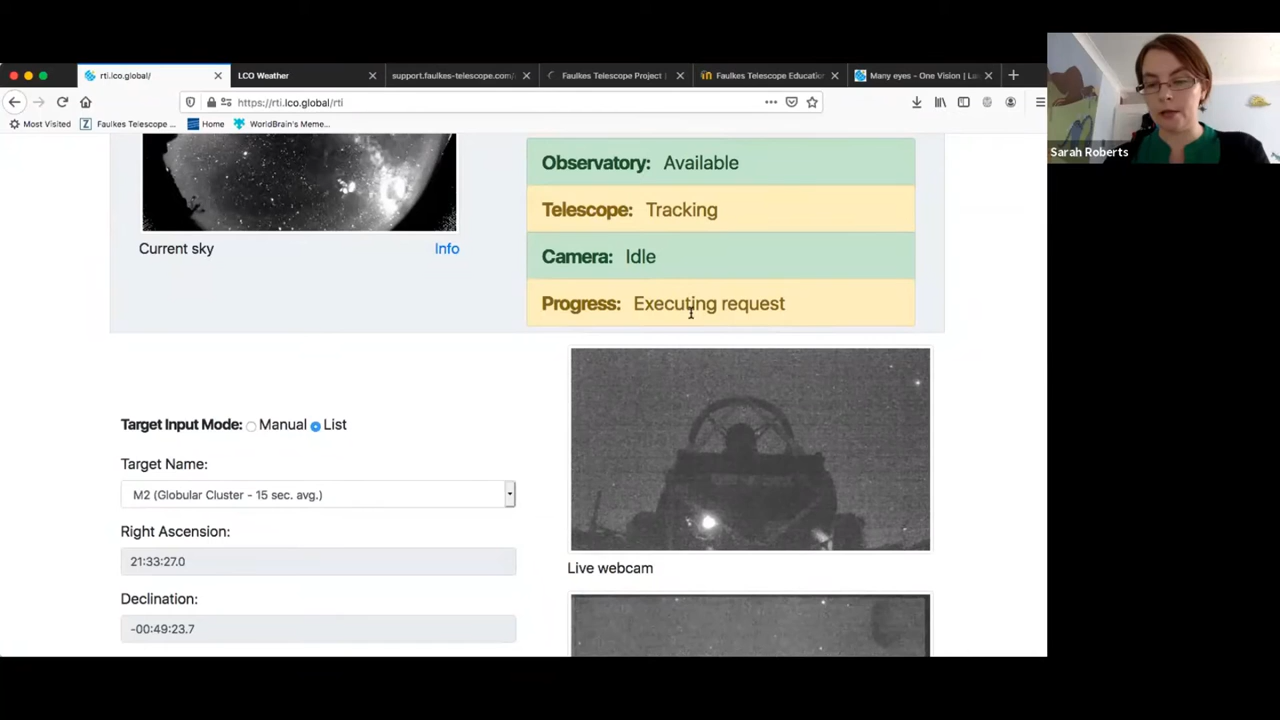 rti.lco.global/
LCO Weather
support.faulkes-telescope.com/
Faulkes Telescope Project
Faulkes Telescope Education
Many eyes - One Vision | La
https://rti.lco.global/rti
Most Visited
Faulkes Telescope ...
Home
WorldBrain's Meme...
Sarah Roberts
Observatory: Available
Telescope: Tracking
Camera: Idle
Progress: Executing request
Current sky
Info
Target Input Mode: Manual List
Target Name:
M2 (Globular Cluster - 15 sec. avg.)
Right Ascension:
21:33:27.0
Declination:
-00:49:23.7
Live webcam